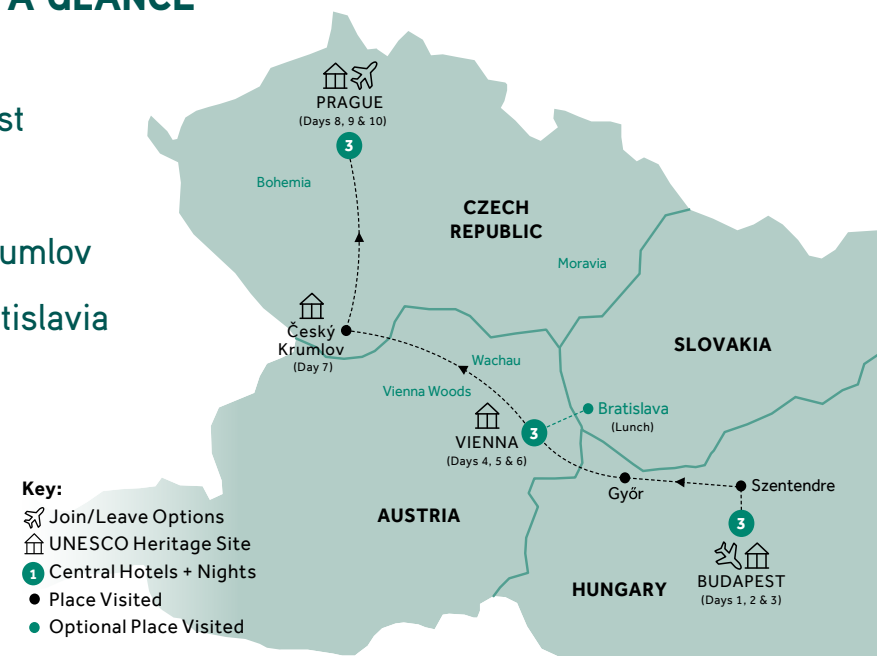 A GLANCE
st
umlov
tislavia
PRAGUE
(Days 8, 9 & 10)
3
Bohemia
CZECH
REPUBLIC
Moravia
Český
Krumlov
(Day 7)
SLOVAKIA
Wachau
Vienna Woods
Bratislava
(Lunch)
3
VIENNA
(Days 4, 5 & 6)
Győr
Szentendre
AUSTRIA
3
BUDAPEST
(Days 1, 2 & 3)
HUNGARY
Key:
Join/Leave Options
UNESCO Heritage Site
1 Central Hotels + Nights
Place Visited
Optional Place Visited